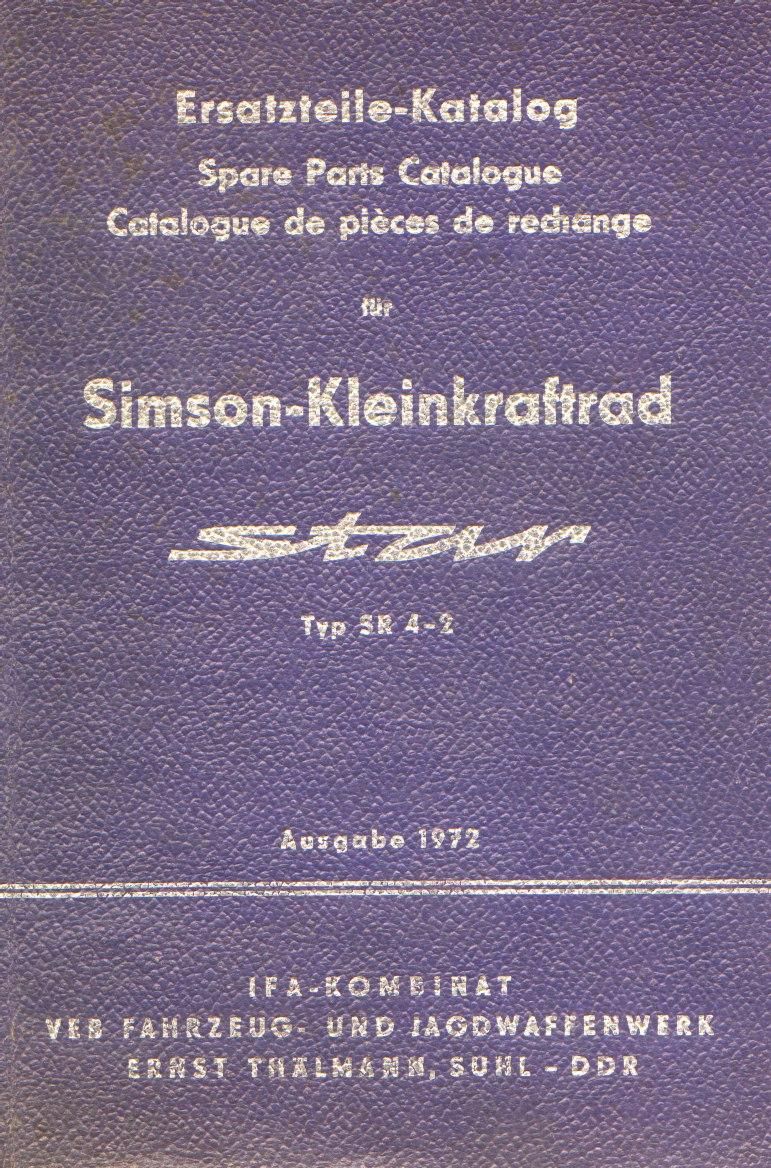 Ersatzteile-Katalog
Spare Parts Catalogue
Catalogue de pièces de rechange
für
Simson-Kleinkraftrad
star
Typ SR 4-2
Ausgabe 1972
IFA-KOMBINAT
VEB FAHRZEUG- UND JAGDWAFFENWERK
ERNST THÄLMANN, SUHL - DDR